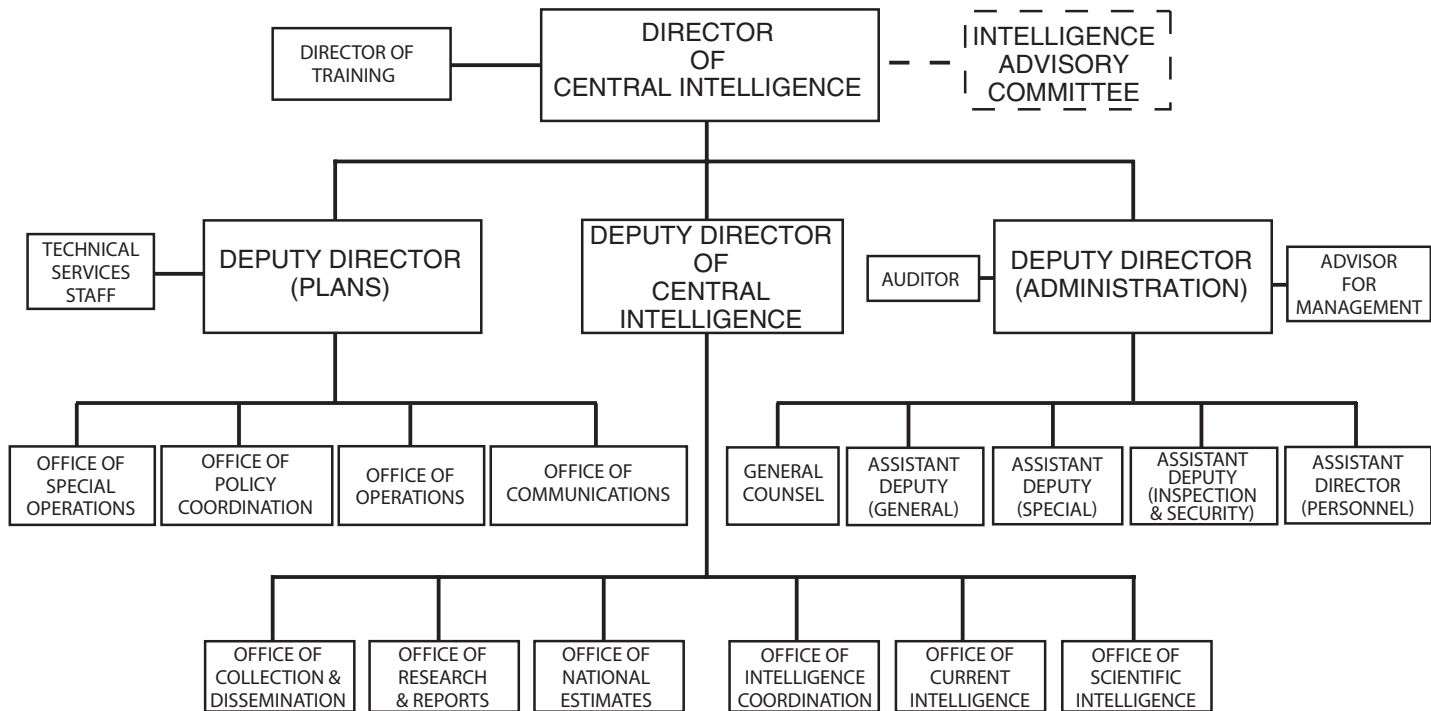 DIRECTOR OF
TRAINING
DIRECTOR
OF
CENTRAL INTELLIGENCE
INTELLIGENCE
ADVISORY
COMMITTEE
TECHNICAL
SERVICES
STAFF
DEPUTY DIRECTOR
(PLANS)
DEPUTY DIRECTOR
OF
CENTRAL
INTELLIGENCE
AUDITOR
DEPUTY DIRECTOR
(ADMINISTRATION)
ADVISOR
FOR
MANAGEMENT
OFFICE OF
SPECIAL
OPERATIONS
OFFICE OF
POLICY
COORDINATION
OFFICE OF
OPERATIONS
OFFICE OF
COMMUNICATIONS
GENERAL
COUNSEL
ASSISTANT
DEPUTY
(GENERAL)
ASSISTANT
DEPUTY
(SPECIAL)
ASSISTANT
DEPUTY
(INSPECTION
& SECURITY)
ASSISTANT
DIRECTOR
(PERSONNEL)
OFFICE OF
COLLECTION &
DISSEMINATION
OFFICE OF
RESEARCH
& REPORTS
OFFICE OF
NATIONAL
ESTIMATES
OFFICE OF
INTELLIGENCE
COORDINATION
OFFICE OF
CURRENT
INTELLIGENCE
OFFICE OF
SCIENTIFIC
INTELLIGENCE